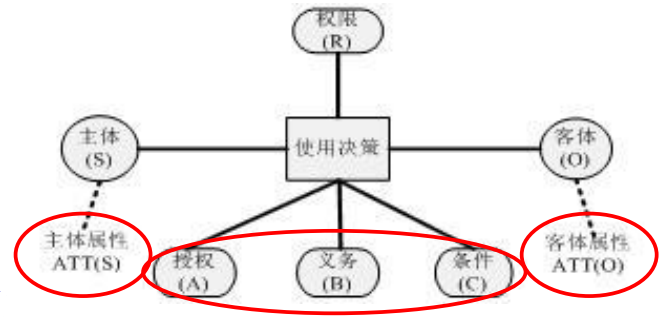 权限
(R)
主体
(S)
使用决策
客体
(O)
主体属性
ATT(S)
授权
(A)
义务
(B)
条件
(C)
客体属性
ATT(O)